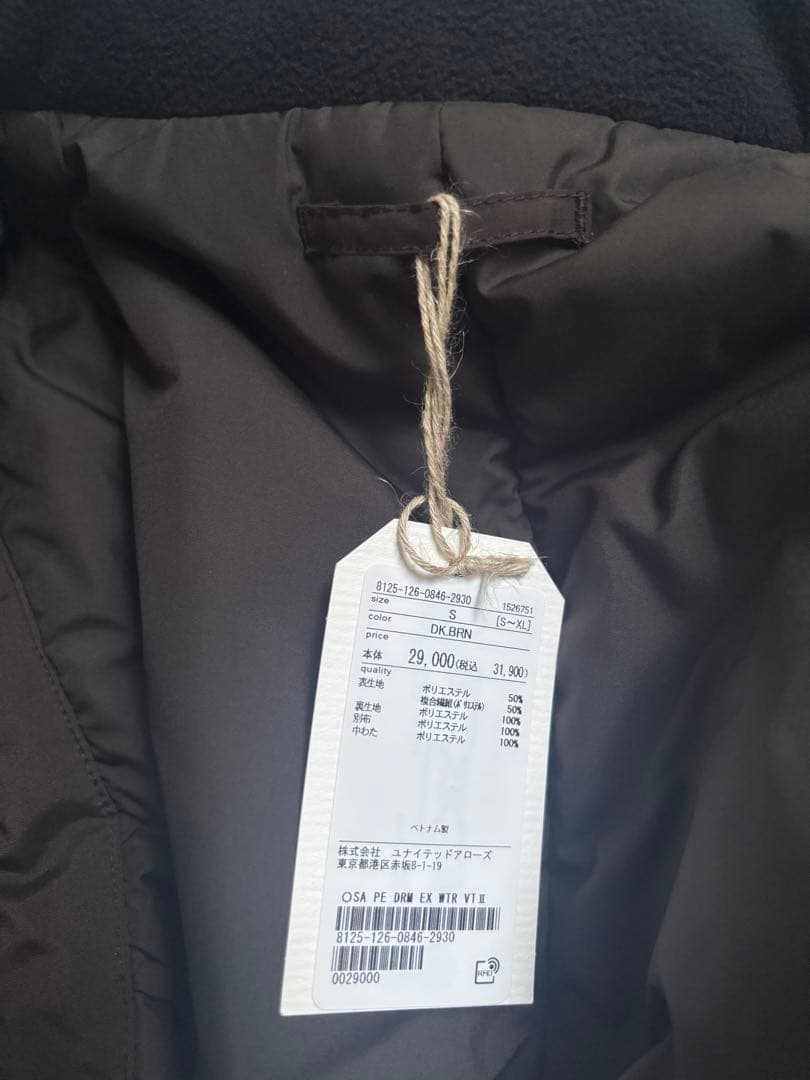 8125-126-0846-2930
size 1526751
S [S～XL]
color DK.BRN
price
本体 29,000(税込 31,900)
quality
表生地 ポリエステル 50%
複合繊維(ポリエステル) 50%
裏生地 ポリエステル 100%
別布 ポリエステル 100%
中わた ポリエステル 100%
ベトナム製
株式会社 ユナイテッドアローズ
東京都港区赤坂8-1-19
○SA PE DRM EX WTR VTⅡ
8125-126-0846-2930
0029000
RFID